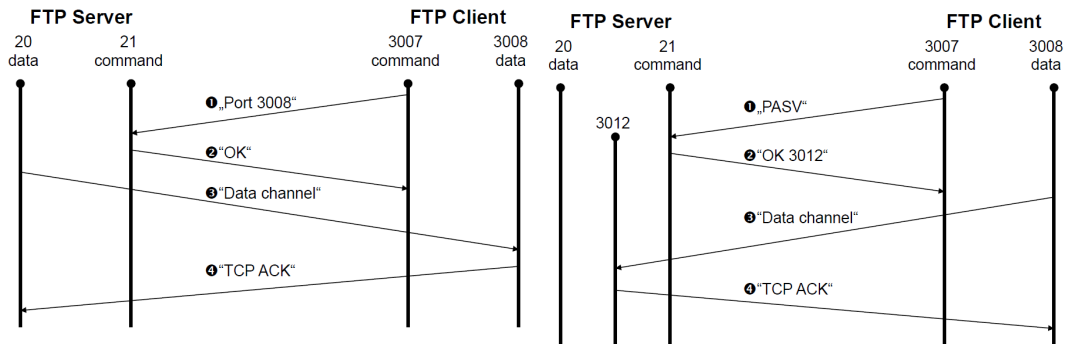 FTP Server
FTP Client
20
data
21
command
3007
command
3008
data
❶„Port 3008“
❷“OK“
❸“Data channel“
❹“TCP ACK“
FTP Server
FTP Client
20
data
21
command
3007
command
3008
data
❶„PASV“
3012
❷“OK 3012“
❸“Data channel“
❹“TCP ACK“